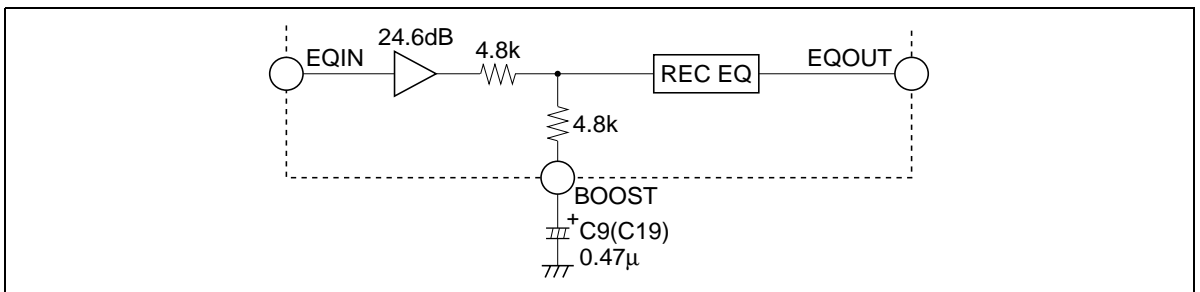 24.6dB
EQIN
4.8k
REC EQ
EQOUT
4.8k
BOOST
+
C9(C19)
0.47μ